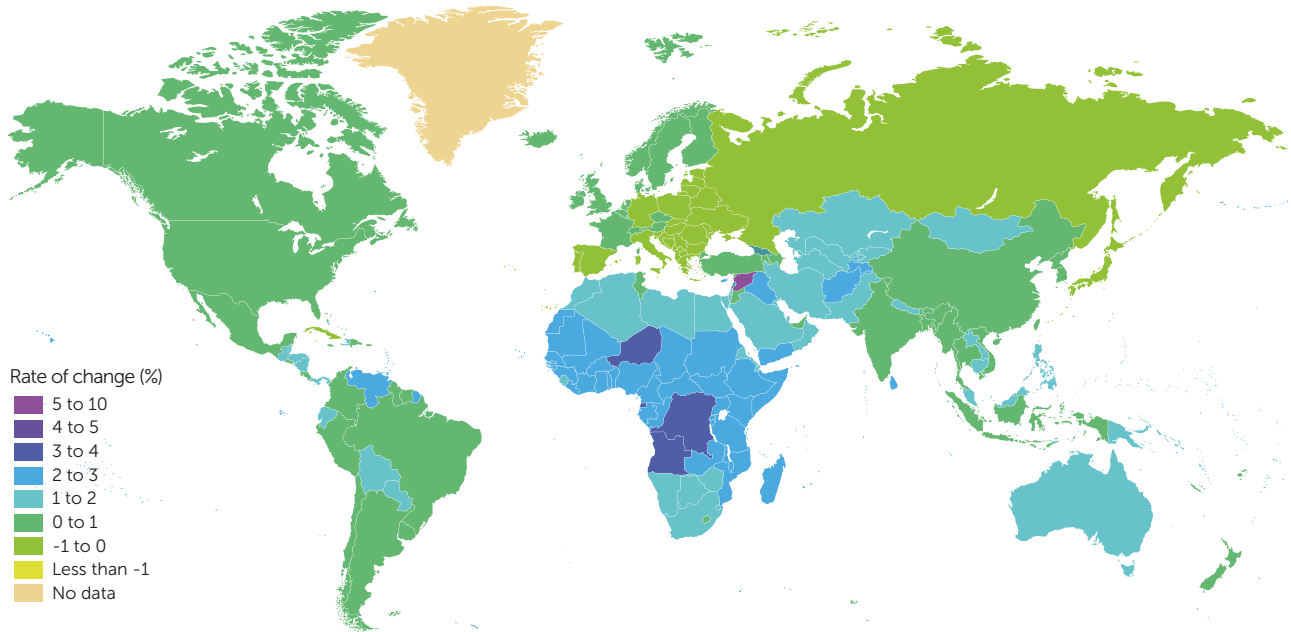 Rate of change (%)
5 to 10
4 to 5
3 to 4
2 to 3
1 to 2
0 to 1
-1 to 0
Less than -1
No data